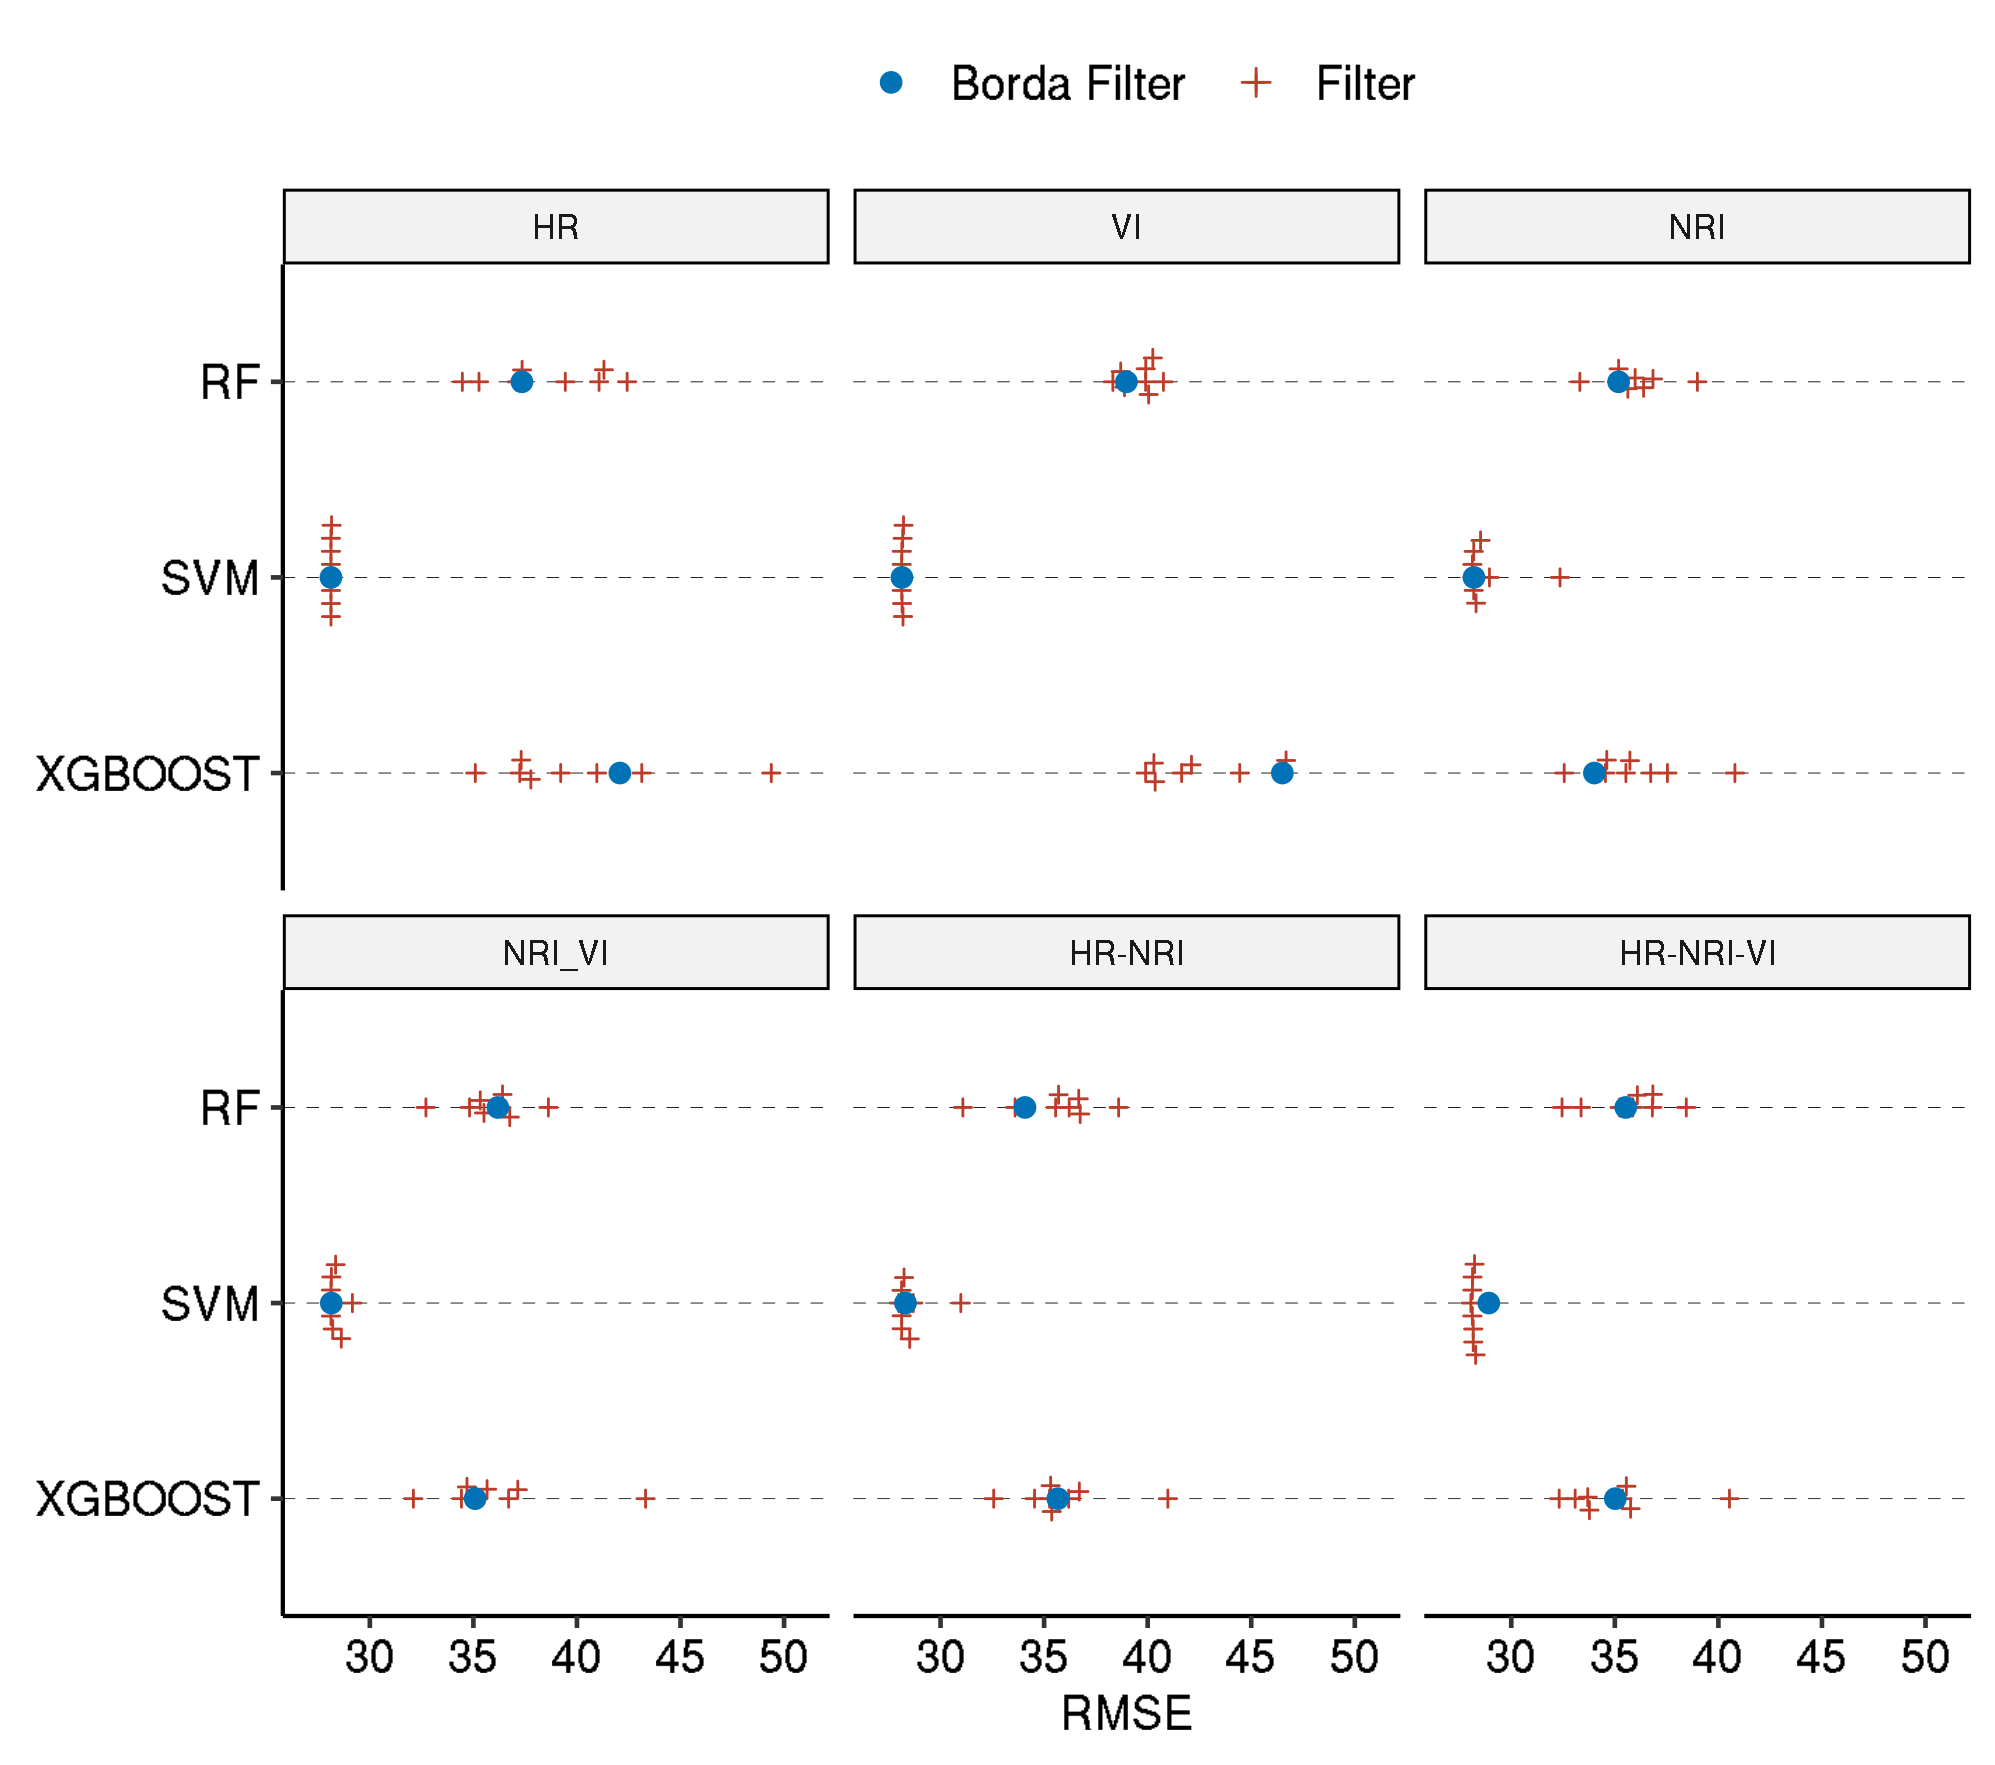 Borda Filter Filter
HR VI NRI
RF
SVM
XGBOOST
NRI_VI HR-NRI HR-NRI-VI
RF
SVM
XGBOOST
30 35 40 45 50 30 35 40 45 50 30 35 40 45 50
RMSE